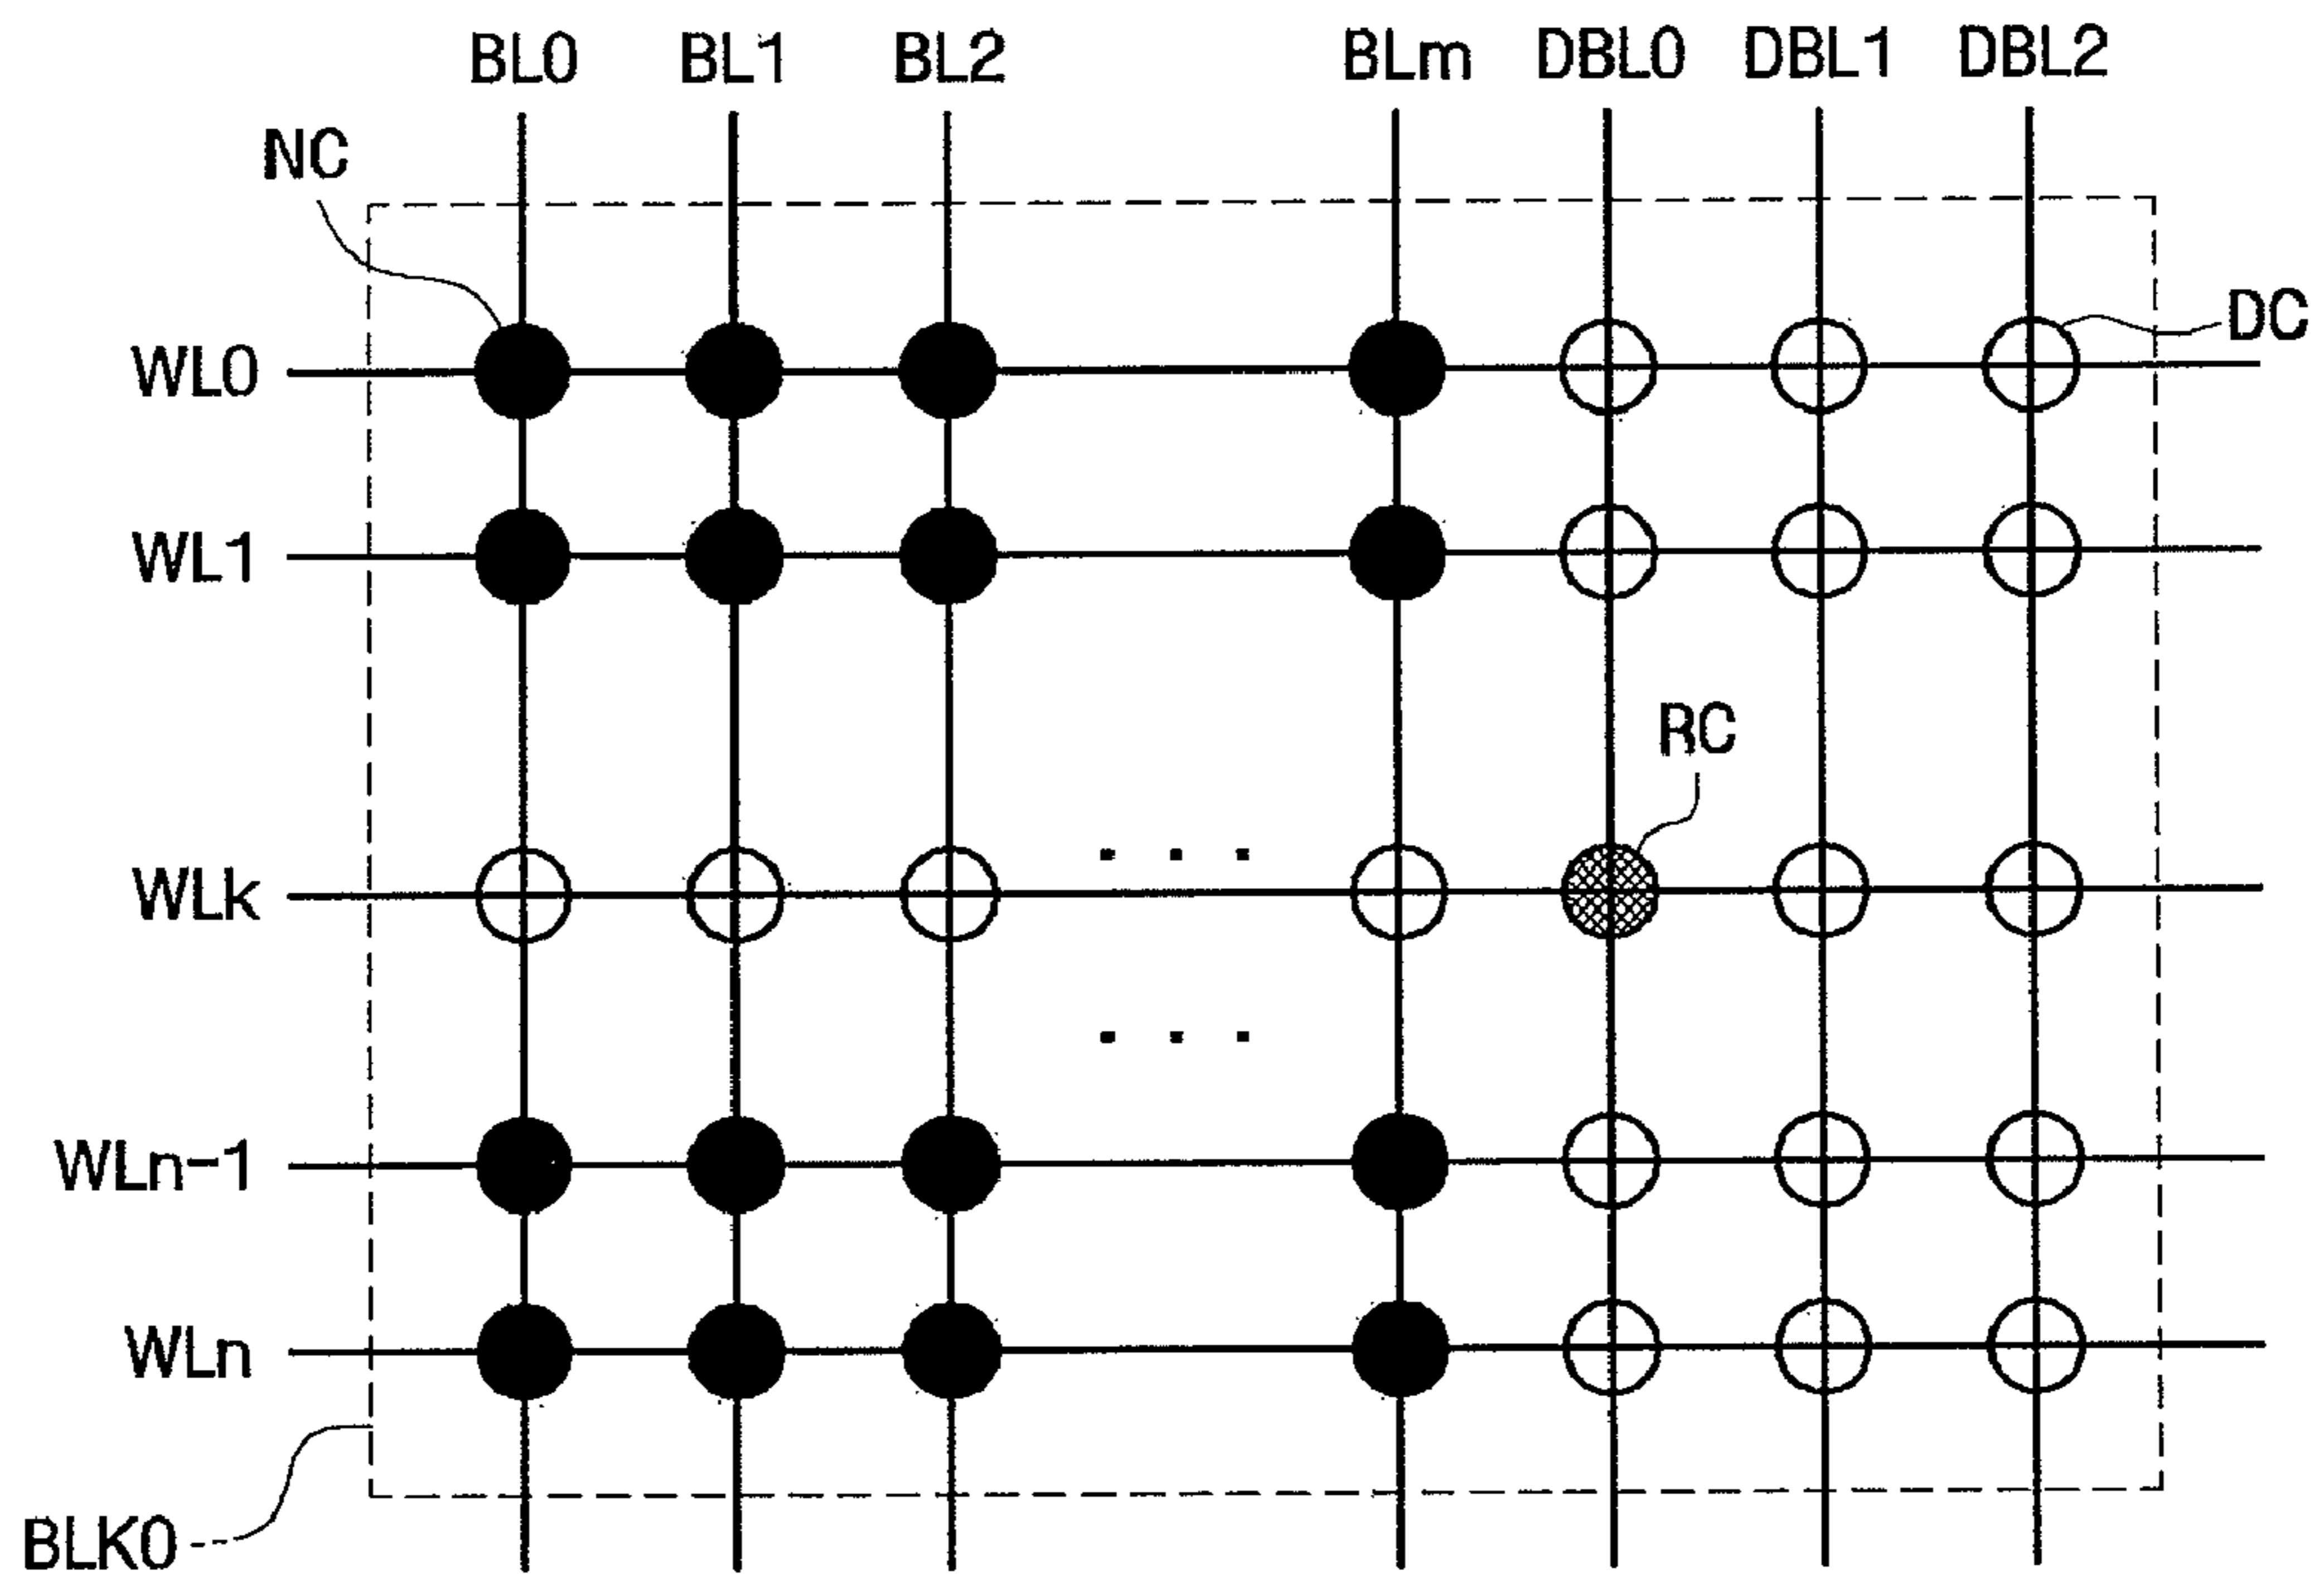 BL0 BL1 BL2 BLm DBL0 DBL1 DBL2
NC
DC
WL0
WL1
RC
WLk
. . .
. . .
WLn-1
WLn
BLK0